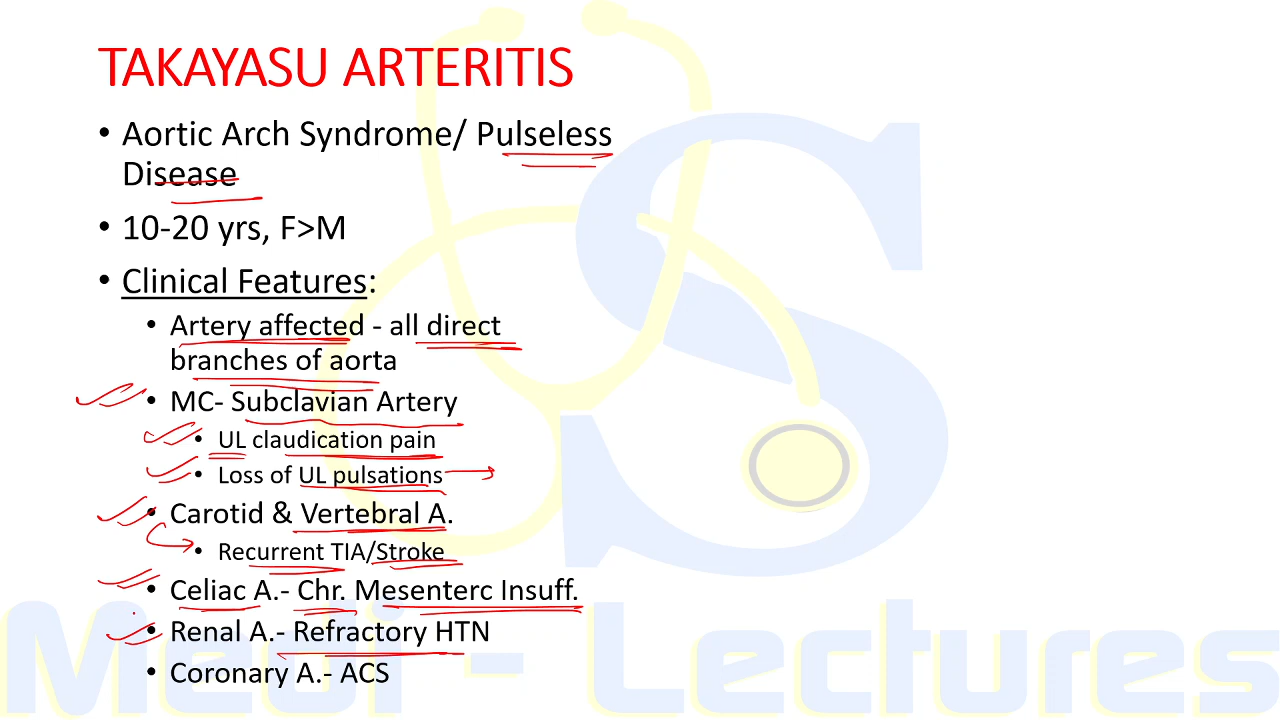 TAKAYASU ARTERITIS
• Aortic Arch Syndrome/ Pulseless
Disease
• 10-20 yrs, F>M
• Clinical Features:
• Artery affected - all direct
branches of aorta
• MC- Subclavian Artery
• UL claudication pain
• Loss of UL pulsations
• Carotid & Vertebral A.
• Recurrent TIA/Stroke
• Celiac A.- Chr. Mesenterc Insuff.
• Renal A.- Refractory HTN
• Coronary A.- ACS
Medi - Lectures